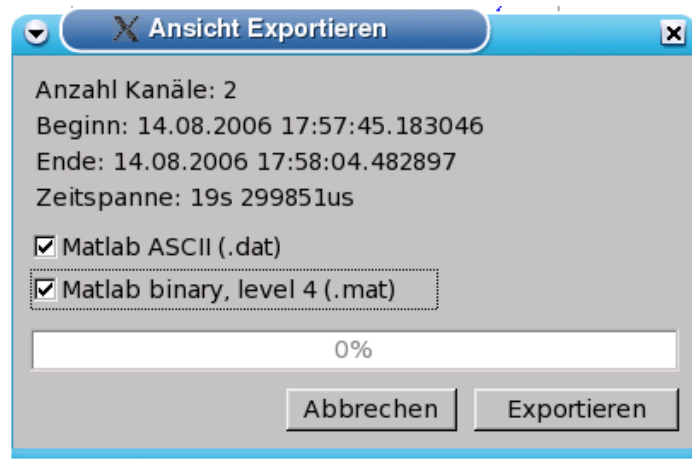 Ansicht Exportieren
Anzahl Kanäle: 2
Beginn: 14.08.2006 17:57:45.183046
Ende: 14.08.2006 17:58:04.482897
Zeitspanne: 19s 299851us
Matlab ASCII (.dat)
Matlab binary, level 4 (.mat)
0%
Abbrechen Exportieren